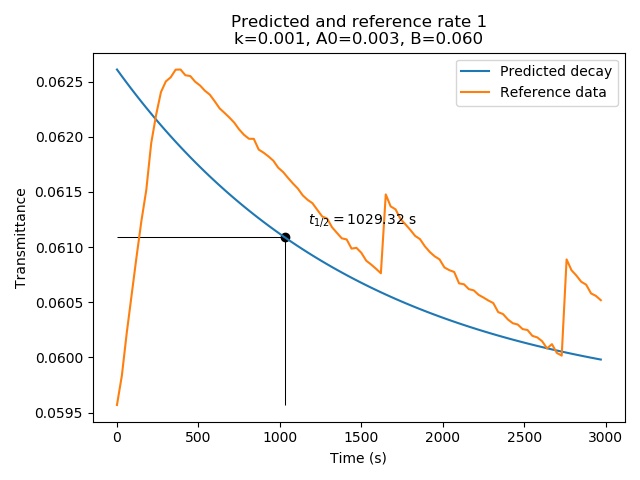 Predicted and reference rate 1
k=0.001, A0=0.003, B=0.060
Predicted decay
Reference data
0.0625
0.0620
0.0615
0.0610
0.0605
0.0600
0.0595
Transmittance
t1/2 = 1029.32 s
0
500
1000
1500
2000
2500
3000
Time (s)